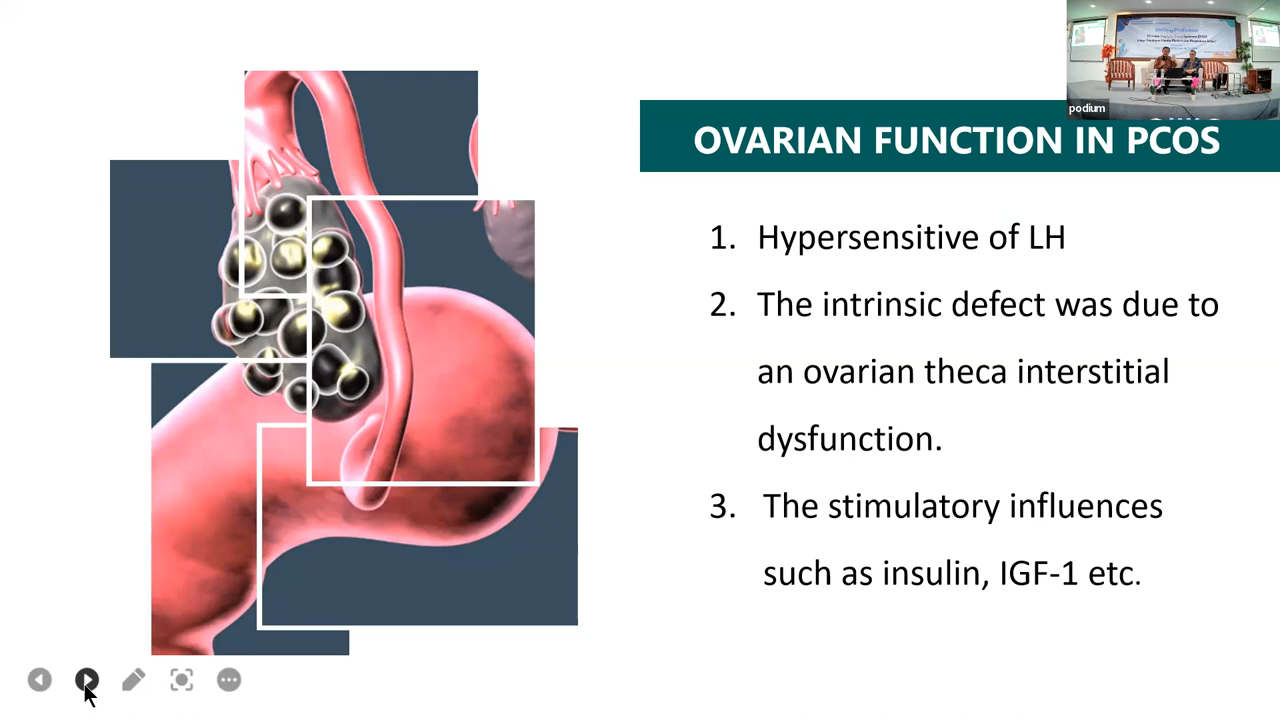 podium
OVARIAN FUNCTION IN PCOS
1. Hypersensitive of LH
2. The intrinsic defect was due to
an ovarian theca interstitial
dysfunction.
3. The stimulatory influences
such as insulin, IGF-1 etc.